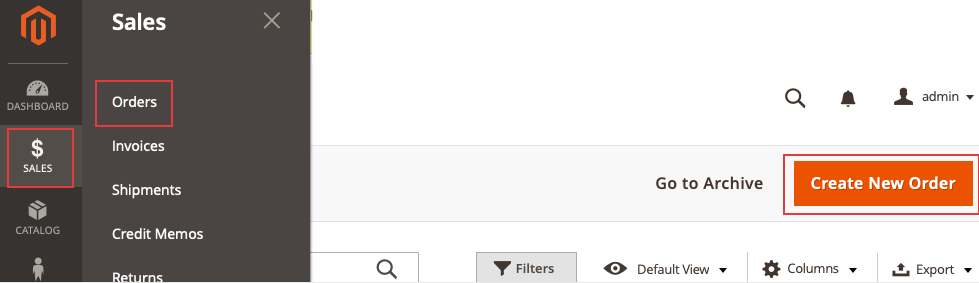 Sales
DASHBOARD
Orders
admin
Invoices
$
SALES
Shipments
Go to Archive
Create New Order
CATALOG
Credit Memos
Returns
Filters
Default View
Columns
Export